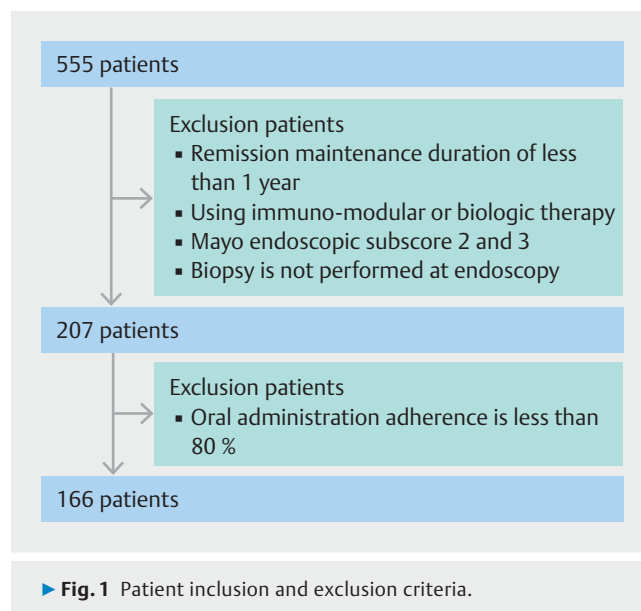 555 patients
Exclusion patients
▪ Remission maintenance duration of less
than 1 year
▪ Using immuno-modular or biologic therapy
▪ Mayo endoscopic subscore 2 and 3
▪ Biopsy is not performed at endoscopy
207 patients
Exclusion patients
▪ Oral administration adherence is less than
80 %
166 patients
▶ Fig. 1 Patient inclusion and exclusion criteria.